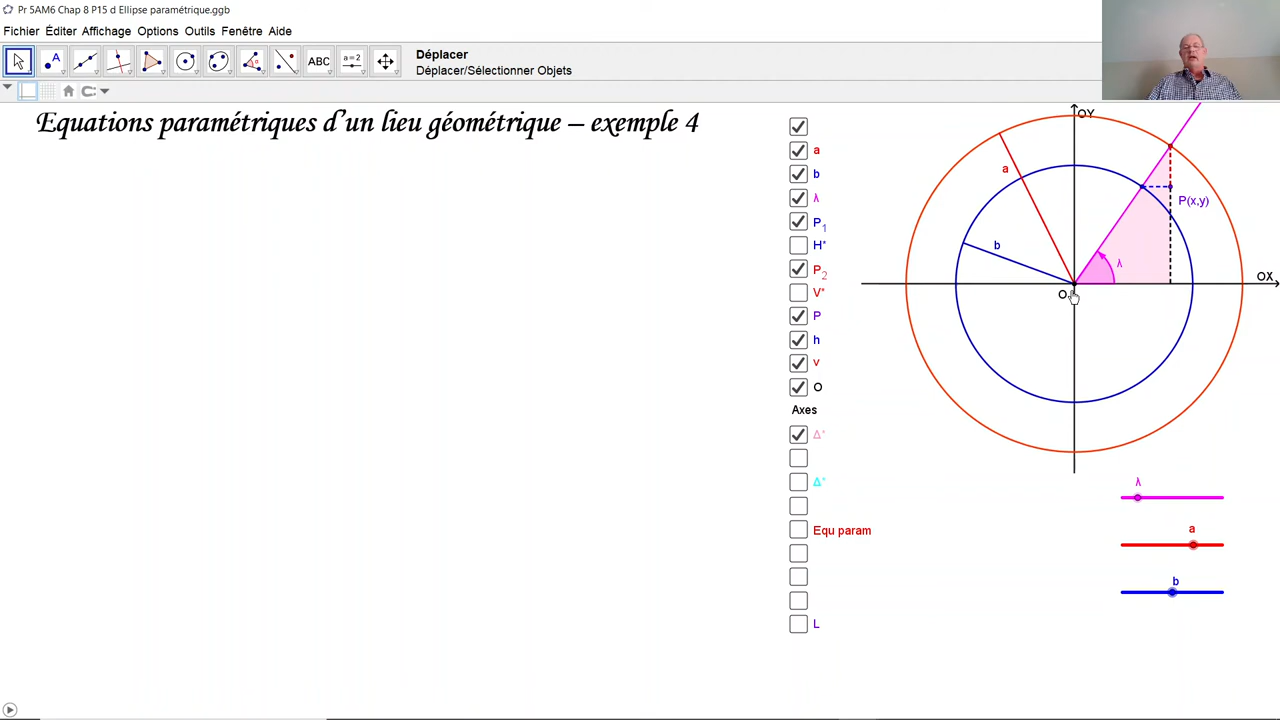 Pr 5AM6 Chap 8 P15 d Ellipse paramétrique.ggb
Fichier Éditer Affichage Options Outils Fenêtre Aide
A
ABC
a=2
Déplacer
Déplacer/Sélectionner Objets
Equations paramétriques d'un lieu géométrique – exemple 4
a
b
λ
P1
H*
P2
V*
P
h
v
O
Axes
Δ*
Δ*
Equ param
L
OY
a
P(x,y)
b
λ
OX
O
λ
a
b